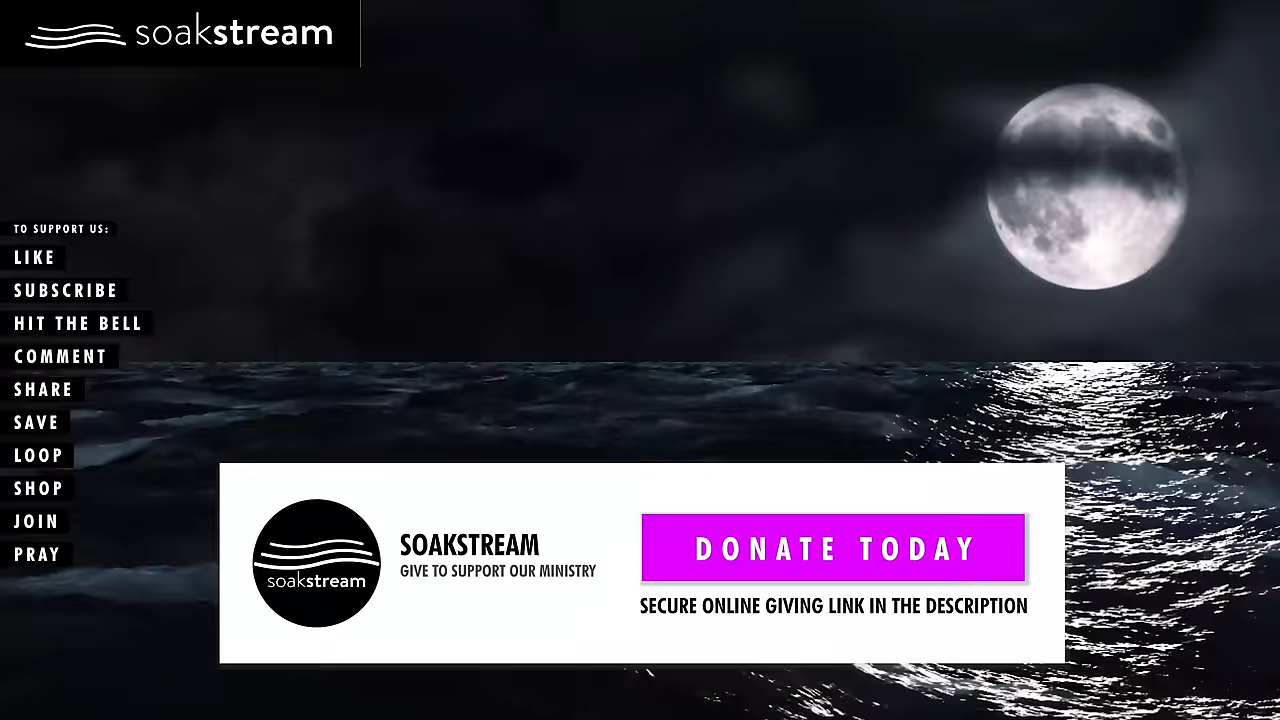 soakstream
TO SUPPORT US:
LIKE
SUBSCRIBE
HIT THE BELL
COMMENT
SHARE
SAVE
LOOP
SHOP
JOIN
PRAY
soakstream
SOAKSTREAM
GIVE TO SUPPORT OUR MINISTRY
DONATE TODAY
SECURE ONLINE GIVING LINK IN THE DESCRIPTION